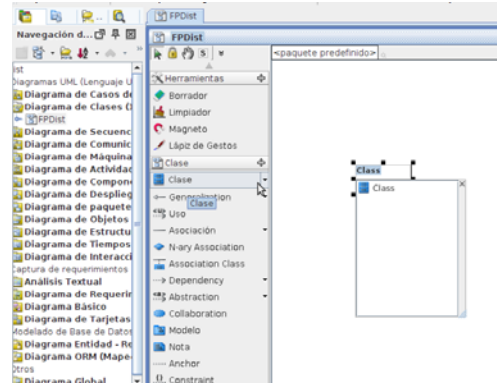 FPDist
Navegación d...
FPDist
<paquete predefinido>
ist
Diagramas UML (Lenguaje U
Diagrama de Casos de
Diagrama de Clases (1
FPDist
Diagrama de Secuenc
Diagrama de Comunic
Diagrama de Máquina
Diagrama de Actividac
Diagrama de Compon
Diagrama de Desplieg
Diagrama de paquete
Diagrama de Objetos
Diagrama de Estructu
Diagrama de Tiempos
Diagrama de Interacci
Captura de requerimientos
Análisis Textual
Diagrama de Requerir
Diagrama Básico
Diagrama de Tarjetas
Modelado de Base de Datos
Diagrama Entidad - Re
Diagrama ORM (Mape
Otros
Diagrama Global
Herramientas
Borrador
Limpiador
Magneto
Lápiz de Gestos
Clase
Clase
Generalization
Clase
Uso
Asociación
N-ary Association
Association Class
Dependency
Abstraction
Collaboration
Modelo
Nota
Anchor
Constraint
Class
Class